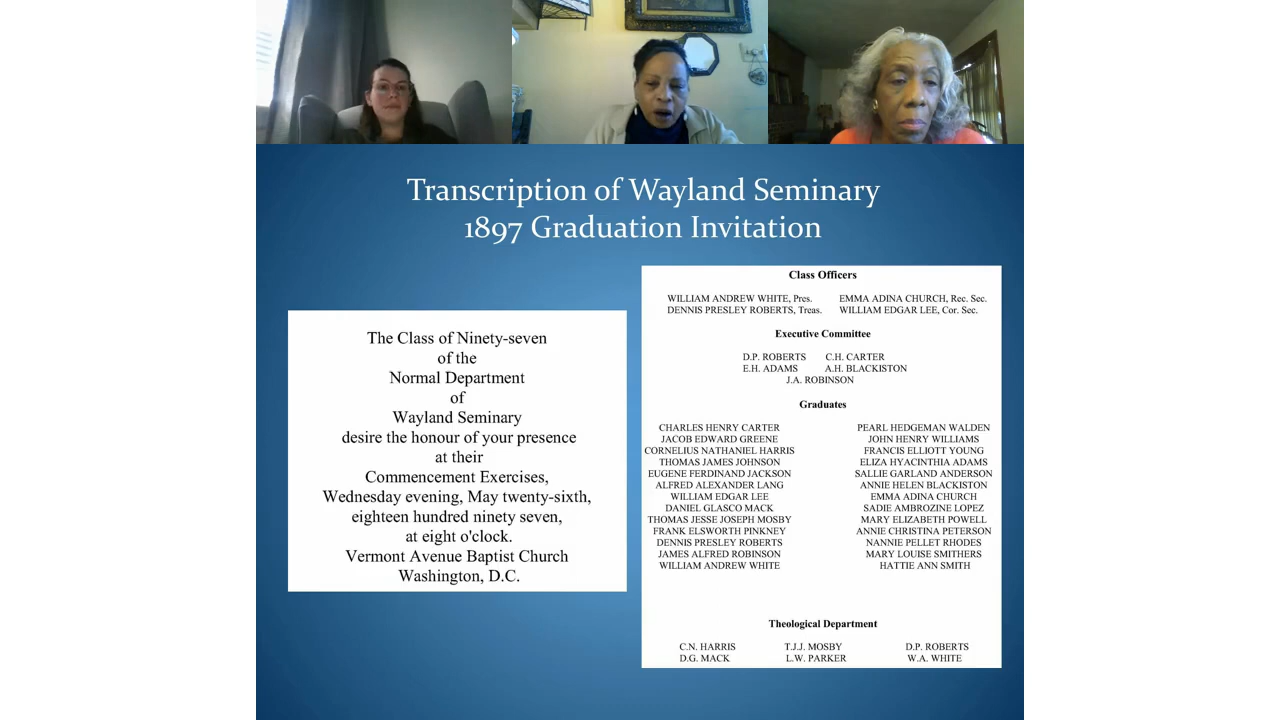 Transcription of Wayland Seminary
1897 Graduation Invitation
The Class of Ninety-seven
of the
Normal Department
of
Wayland Seminary
desire the honour of your presence
at their
Commencement Exercises,
Wednesday evening, May twenty-sixth,
eighteen hundred ninety seven,
at eight o'clock.
Vermont Avenue Baptist Church
Washington, D.C.
Class Officers
WILLIAM ANDREW WHITE, Pres. EMMA ADINA CHURCH, Rec. Sec.
DENNIS PRESLEY ROBERTS, Treas. WILLIAM EDGAR LEE, Cor. Sec.
Executive Committee
D.P. ROBERTS C.H. CARTER
E.H. ADAMS A.H. BLACKISTON
J.A. ROBINSON
Graduates
CHARLES HENRY CARTER PEARL HEDGEMAN WALDEN
JACOB EDWARD GREENE JOHN HENRY WILLIAMS
CORNELIUS NATHANIEL HARRIS FRANCIS ELLIOTT YOUNG
THOMAS JAMES JOHNSON ELIZA HYACINTHIA ADAMS
EUGENE FERDINAND JACKSON SALLIE GARLAND ANDERSON
ALFRED ALEXANDER LANG ANNIE HELEN BLACKISTON
WILLIAM EDGAR LEE EMMA ADINA CHURCH
DANIEL GLASCO MACK SADIE AMBROZINE LOPEZ
THOMAS JESSE JOSEPH MOSBY MARY ELIZABETH POWELL
FRANK ELSWORTH PINKNEY ANNIE CHRISTINA PETERSON
DENNIS PRESLEY ROBERTS NANNIE PELLET RHODES
JAMES ALFRED ROBINSON MARY LOUISE SMITHERS
WILLIAM ANDREW WHITE HATTIE ANN SMITH
Theological Department
C.N. HARRIS T.J.J. MOSBY D.P. ROBERTS
D.G. MACK L.W. PARKER W.A. WHITE